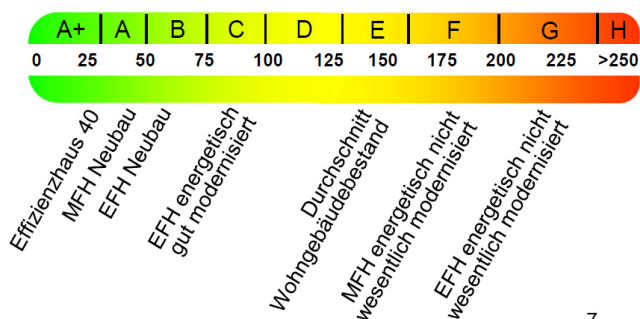 A+ A B C D E F G H
0 25 50 75 100 125 150 175 200 225 >250
Effizienzhaus 40
MFH Neubau
EFH Neubau
EFH energetisch
gut modernisiert
Durchschnitt
Wohngebäudebestand
MFH energetisch nicht
wesentlich modernisiert
EFH energetisch nicht
wesentlich modernisiert
7